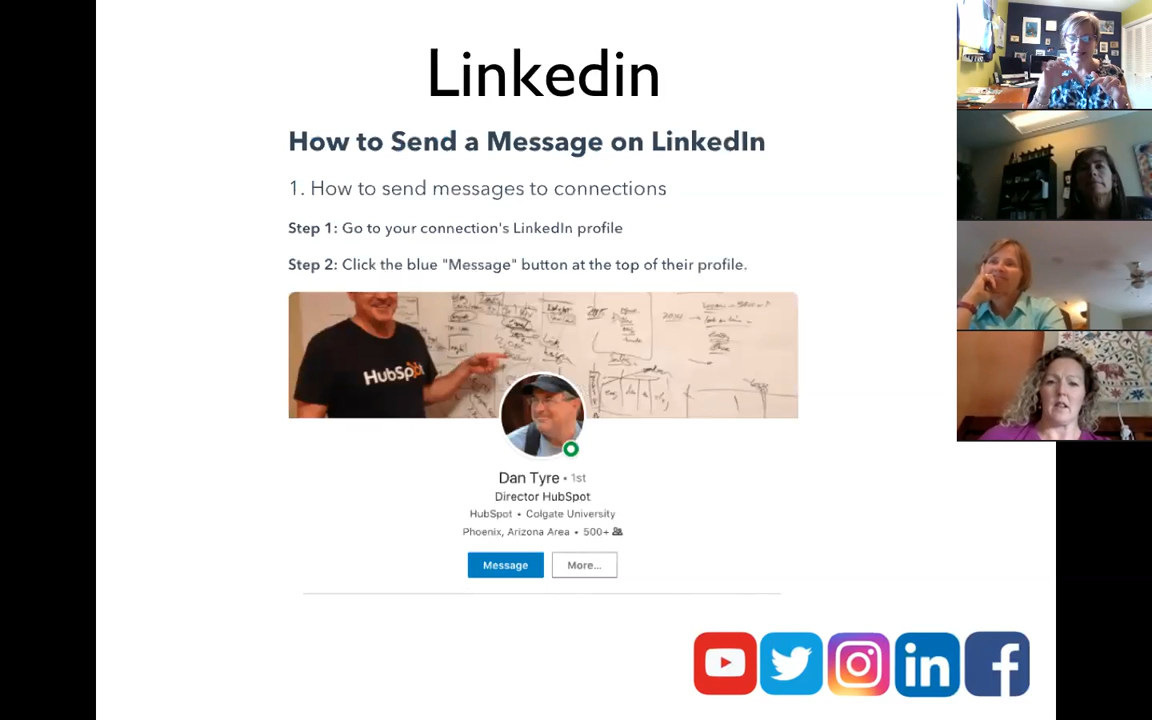 Linkedin
How to Send a Message on LinkedIn
1. How to send messages to connections
Step 1: Go to your connection's LinkedIn profile
Step 2: Click the blue "Message" button at the top of their profile.
HubSpot
Dan Tyre • 1st
Director HubSpot
HubSpot • Colgate University
Phoenix, Arizona Area • 500+
Message
More...
in
f